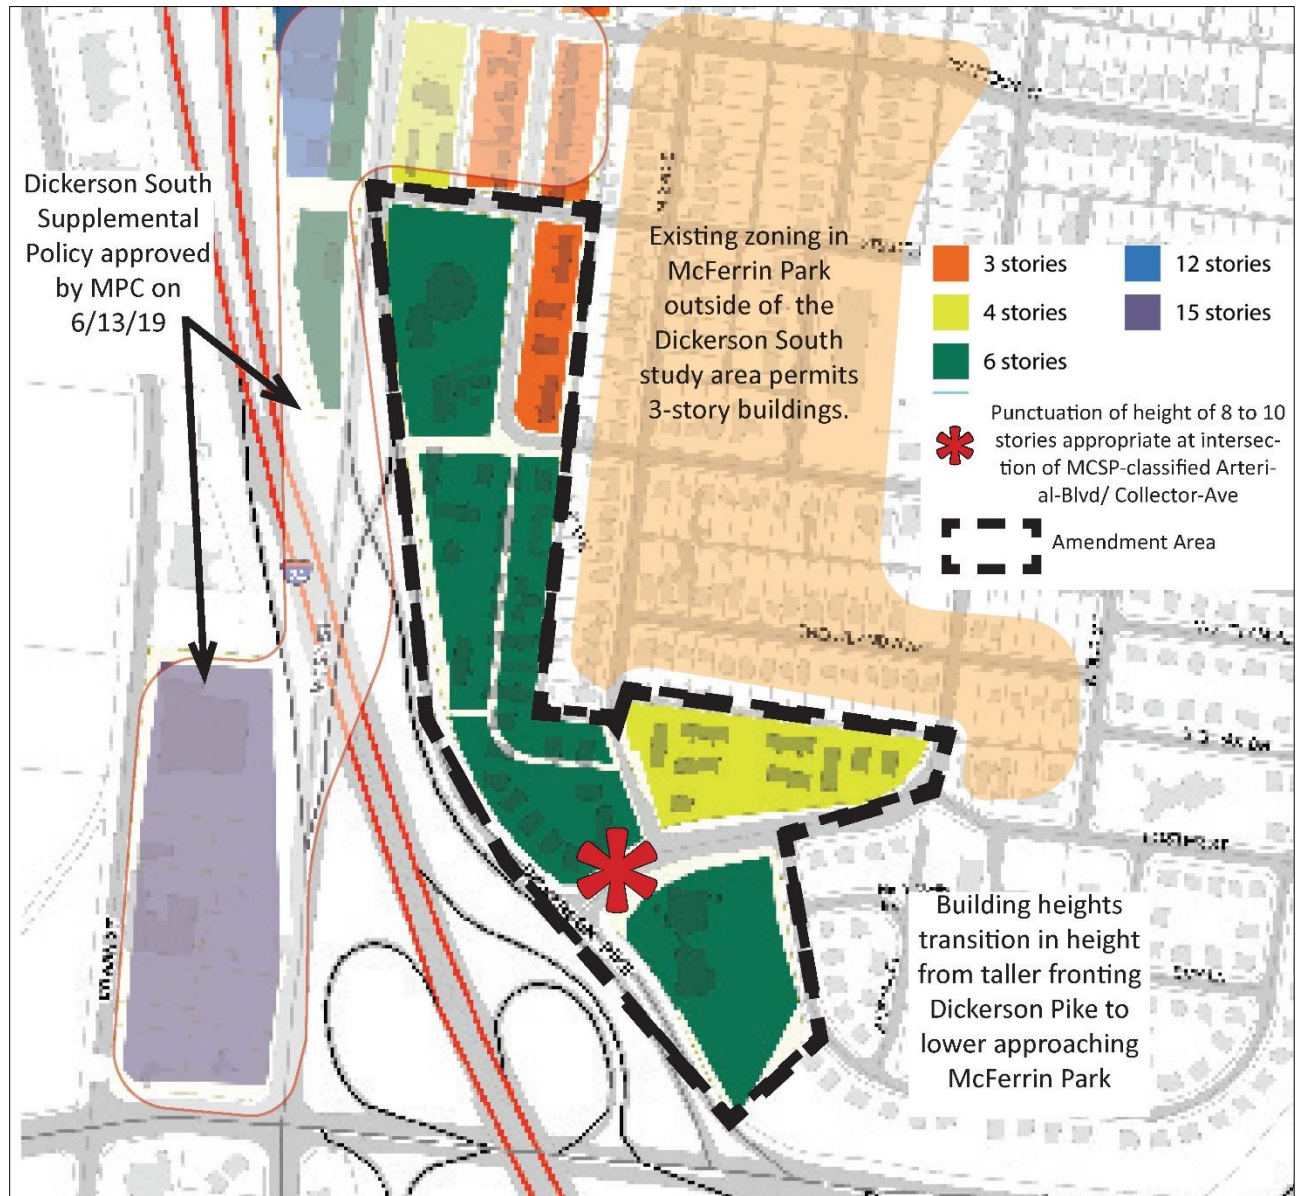 Dickerson South
Supplemental
Policy approved
by MPC on
6/13/19
Existing zoning in
McFerrin Park
outside of the
Dickerson South
study area permits
3-story buildings.
3 stories
12 stories
4 stories
15 stories
6 stories
Punctuation of height of 8 to 10
stories appropriate at intersec-
tion of MCSP-classified Arteri-
al-Blvd/ Collector-Ave
Amendment Area
Building heights
transition in height
from taller fronting
Dickerson Pike to
lower approaching
McFerrin Park